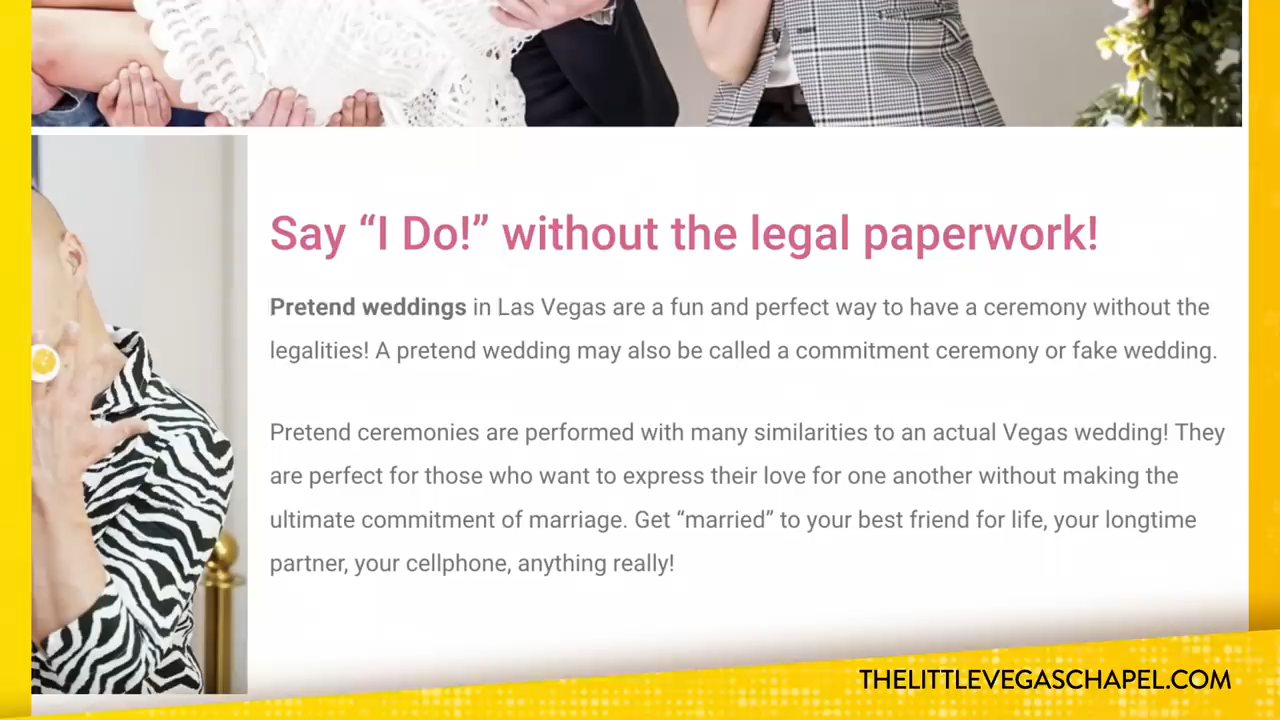 Say “I Do!” without the legal paperwork!
Pretend weddings in Las Vegas are a fun and perfect way to have a ceremony without the
legalities! A pretend wedding may also be called a commitment ceremony or fake wedding.
Pretend ceremonies are performed with many similarities to an actual Vegas wedding! They
are perfect for those who want to express their love for one another without making the
ultimate commitment of marriage. Get “married” to your best friend for life, your longtime
partner, your cellphone, anything really!
THELITTLEVEGASCHAPEL.COM